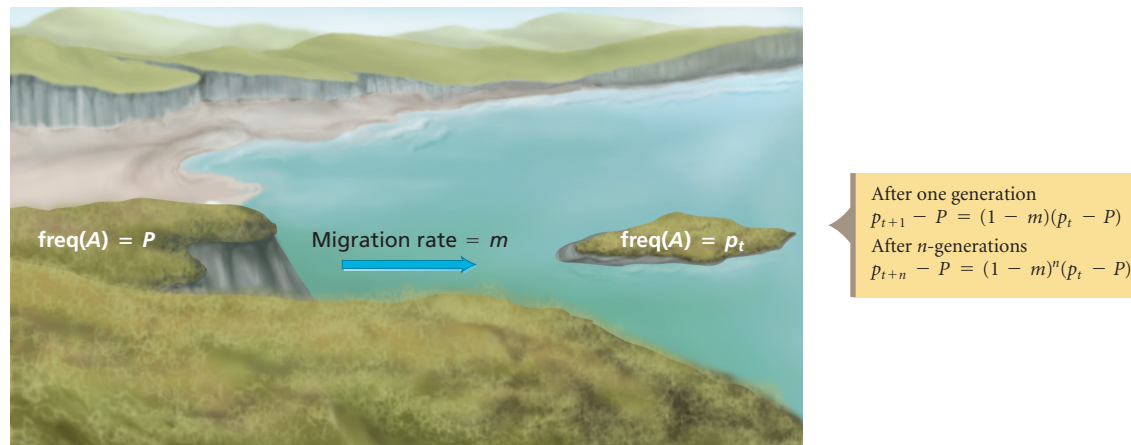 freq(A) = P
Migration rate = m
freq(A) = pₜ
After one generation
pₜ₊₁ − P = (1 − m)(pₜ − P)
After n-generations
pₜ₊ₙ − P = (1 − m)ⁿ(pₜ − P)